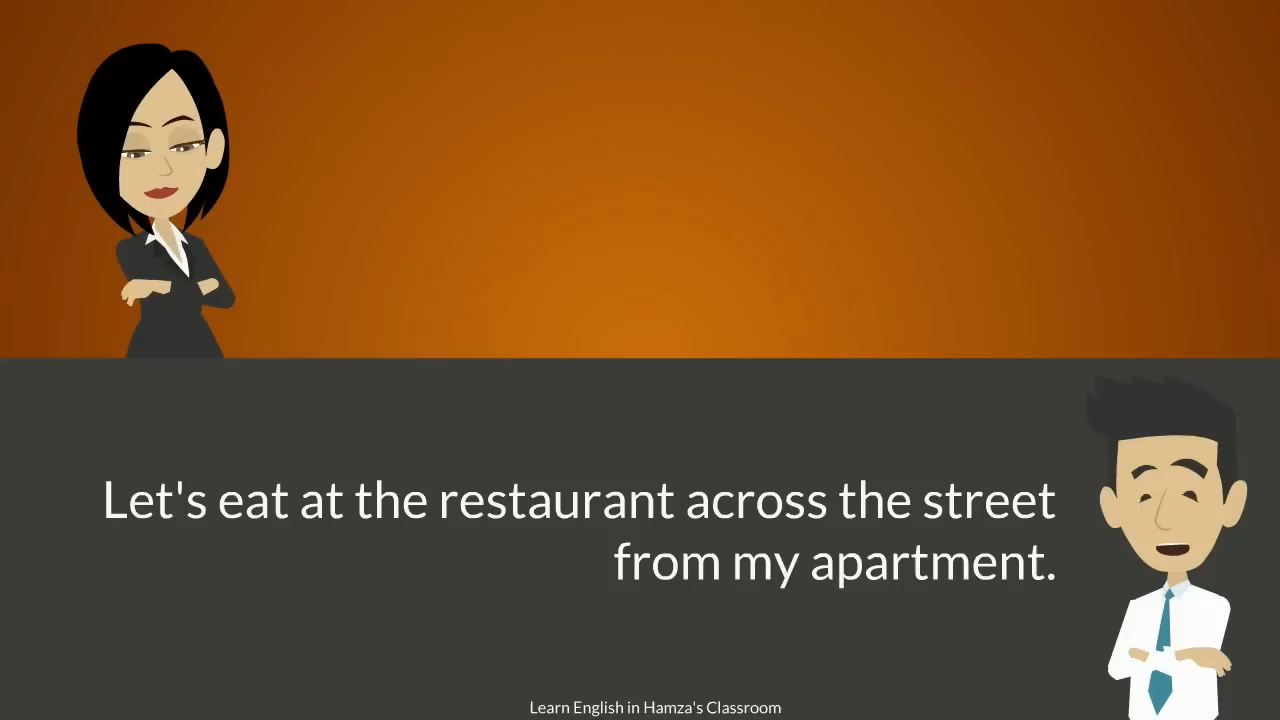 Let's eat at the restaurant across the street
from my apartment.
Learn English in Hamza's Classroom